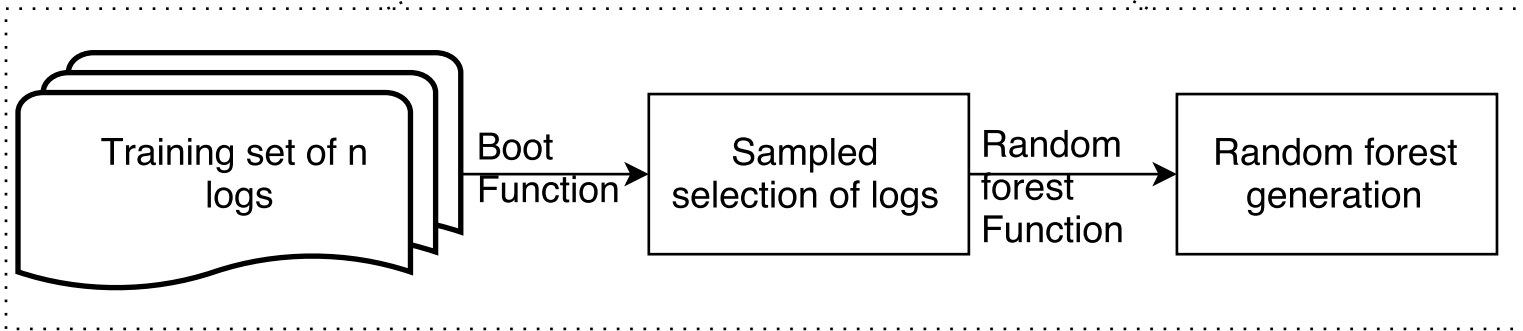 Training set of n
logs
Boot
Function
Sampled
selection of logs
Random
forest
Function
Random forest
generation